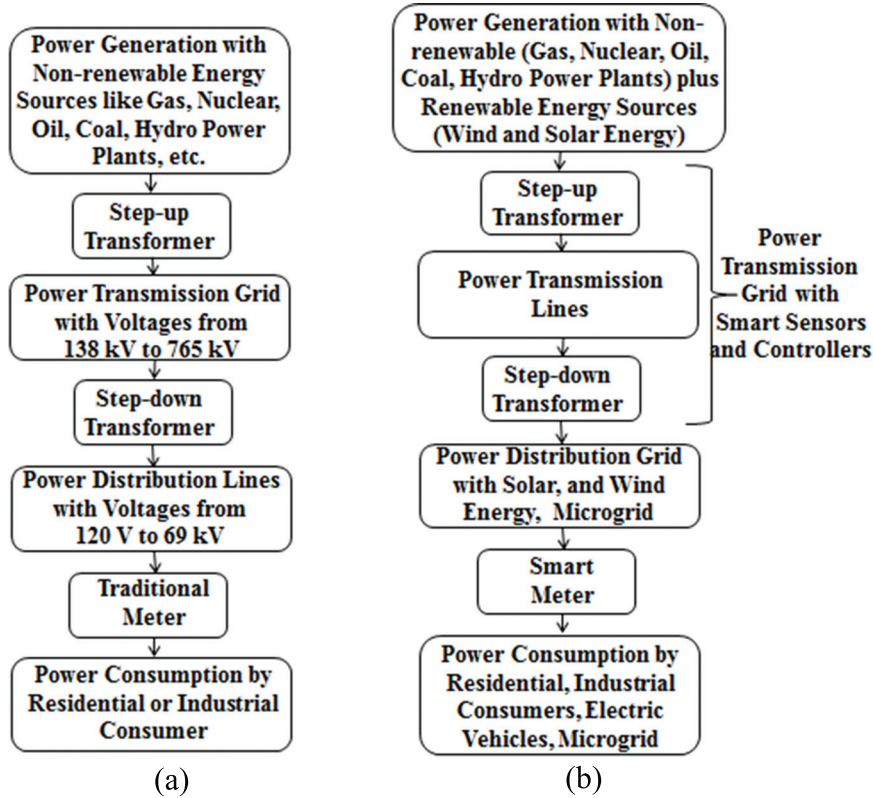 Power Generation with
Non-renewable Energy
Sources like Gas, Nuclear,
Oil, Coal, Hydro Power
Plants, etc.
Step-up
Transformer
Power Transmission Grid
with Voltages from
138 kV to 765 kV
Step-down
Transformer
Power Distribution Lines
with Voltages from
120 V to 69 kV
Traditional
Meter
Power Consumption by
Residential or Industrial
Consumer
(a)
Power Generation with Non-
renewable (Gas, Nuclear, Oil,
Coal, Hydro Power Plants) plus
Renewable Energy Sources
(Wind and Solar Energy)
Step-up
Transformer
Power Transmission
Lines
Step-down
Transformer
Power
Transmission
Grid with
Smart Sensors
and Controllers
Power Distribution Grid
with Solar, and Wind
Energy, Microgrid
Smart
Meter
Power Consumption by
Residential, Industrial
Consumers, Electric
Vehicles, Microgrid
(b)